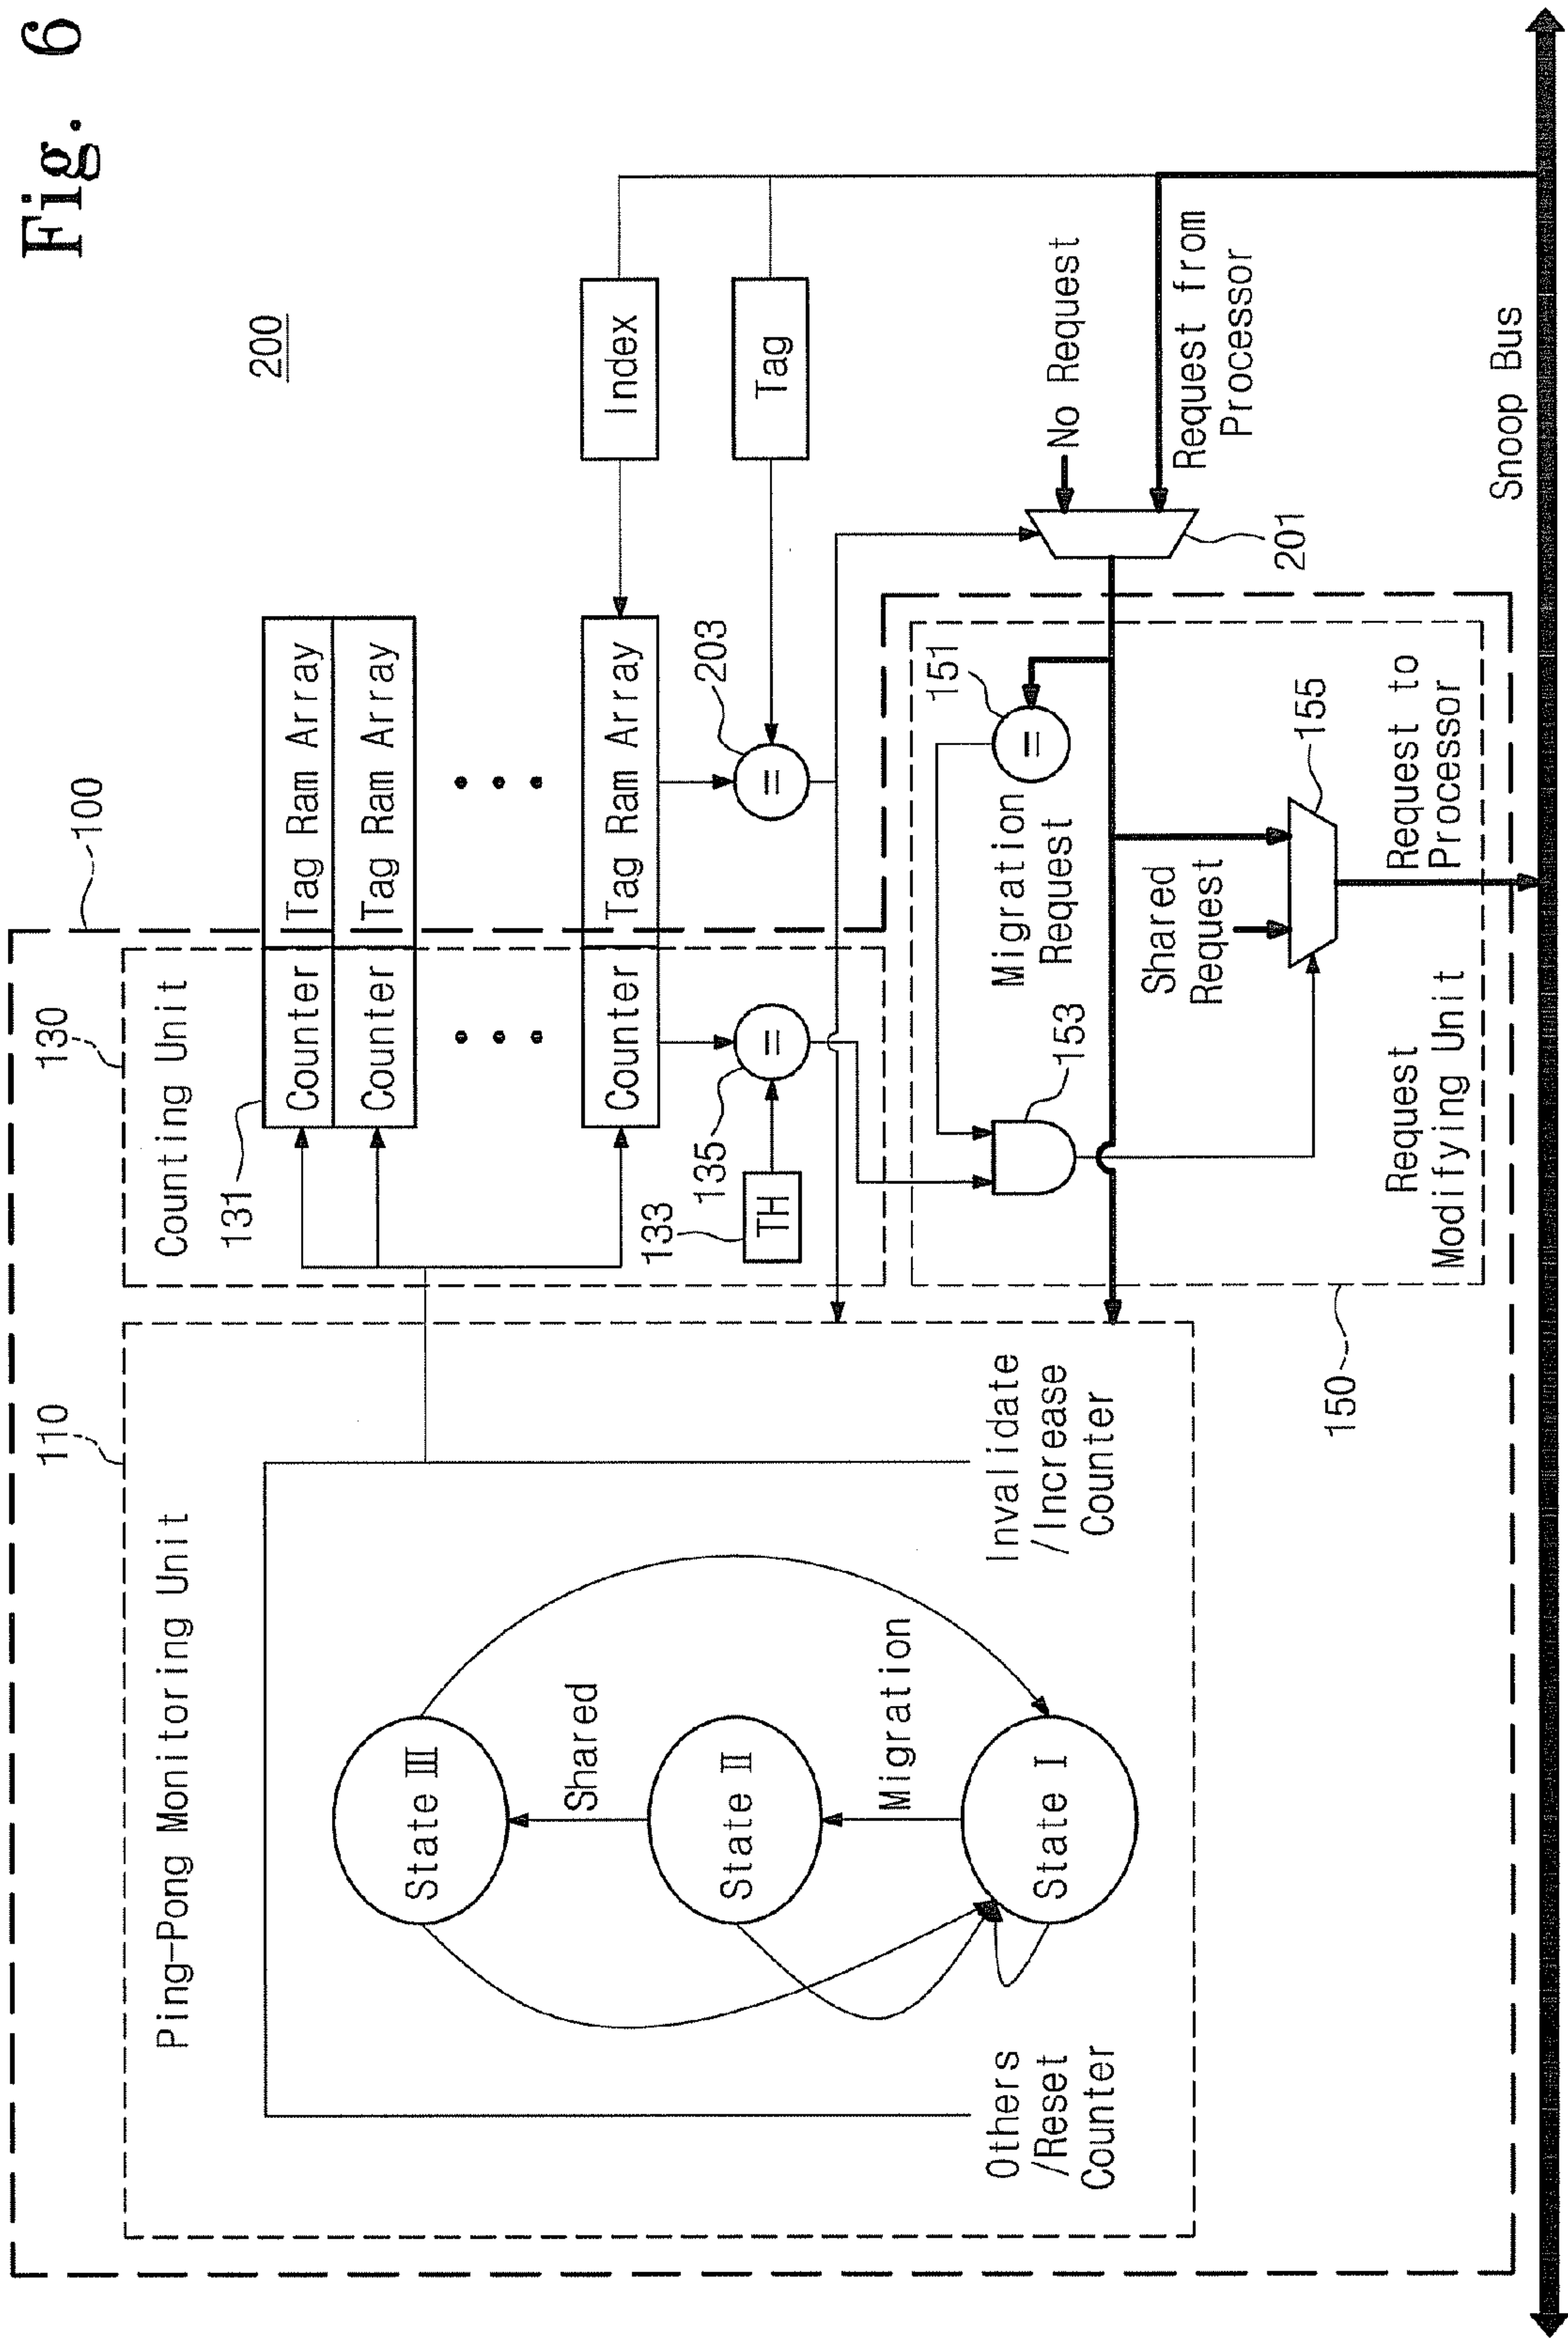 Fig. 6
200
100
110
130
Ping-Pong Monitoring Unit
Counting Unit
131
Counter
Tag Ram Array
Counter
Tag Ram Array
Counter
Tag Ram Array
Index
State III
Shared
State II
Migration
State I
133
TH
135
=
203
=
Tag
Others
/Reset
Counter
Invalidate
/Increase
Counter
153
Migration
Request
151
=
No Request
Request from
Processor
201
Shared
Request
155
150
Request
Modifying Unit
Request to
Processor
Snoop Bus